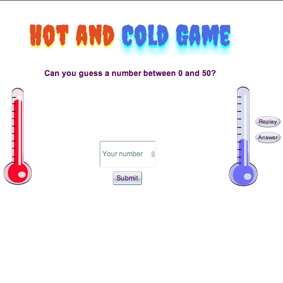 HOT AND COLD GAME
Can you guess a number between 0 and 50?
Replay
Answer
Your number
Submit